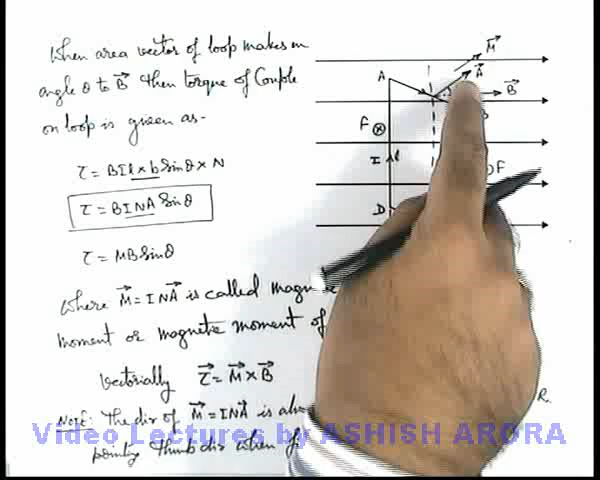 When area vector of loop makes an
angle θ to B⃗ then torque of Couple
on loop is given as-
τ = BIl × b Sinθ × N
τ = BINA Sinθ
τ = MB Sinθ
Where M⃗ = INA⃗ is called magn
moment or magnetic moment of
Vectorially τ⃗ = M⃗ × B⃗
NOTE: The dir of M⃗ = INA⃗ is
pointing thumb dir when
M⃗
A⃗
A
B⃗
F ⊗
F
I
l
D
R.
Video Lectures by ASHISH ARORA